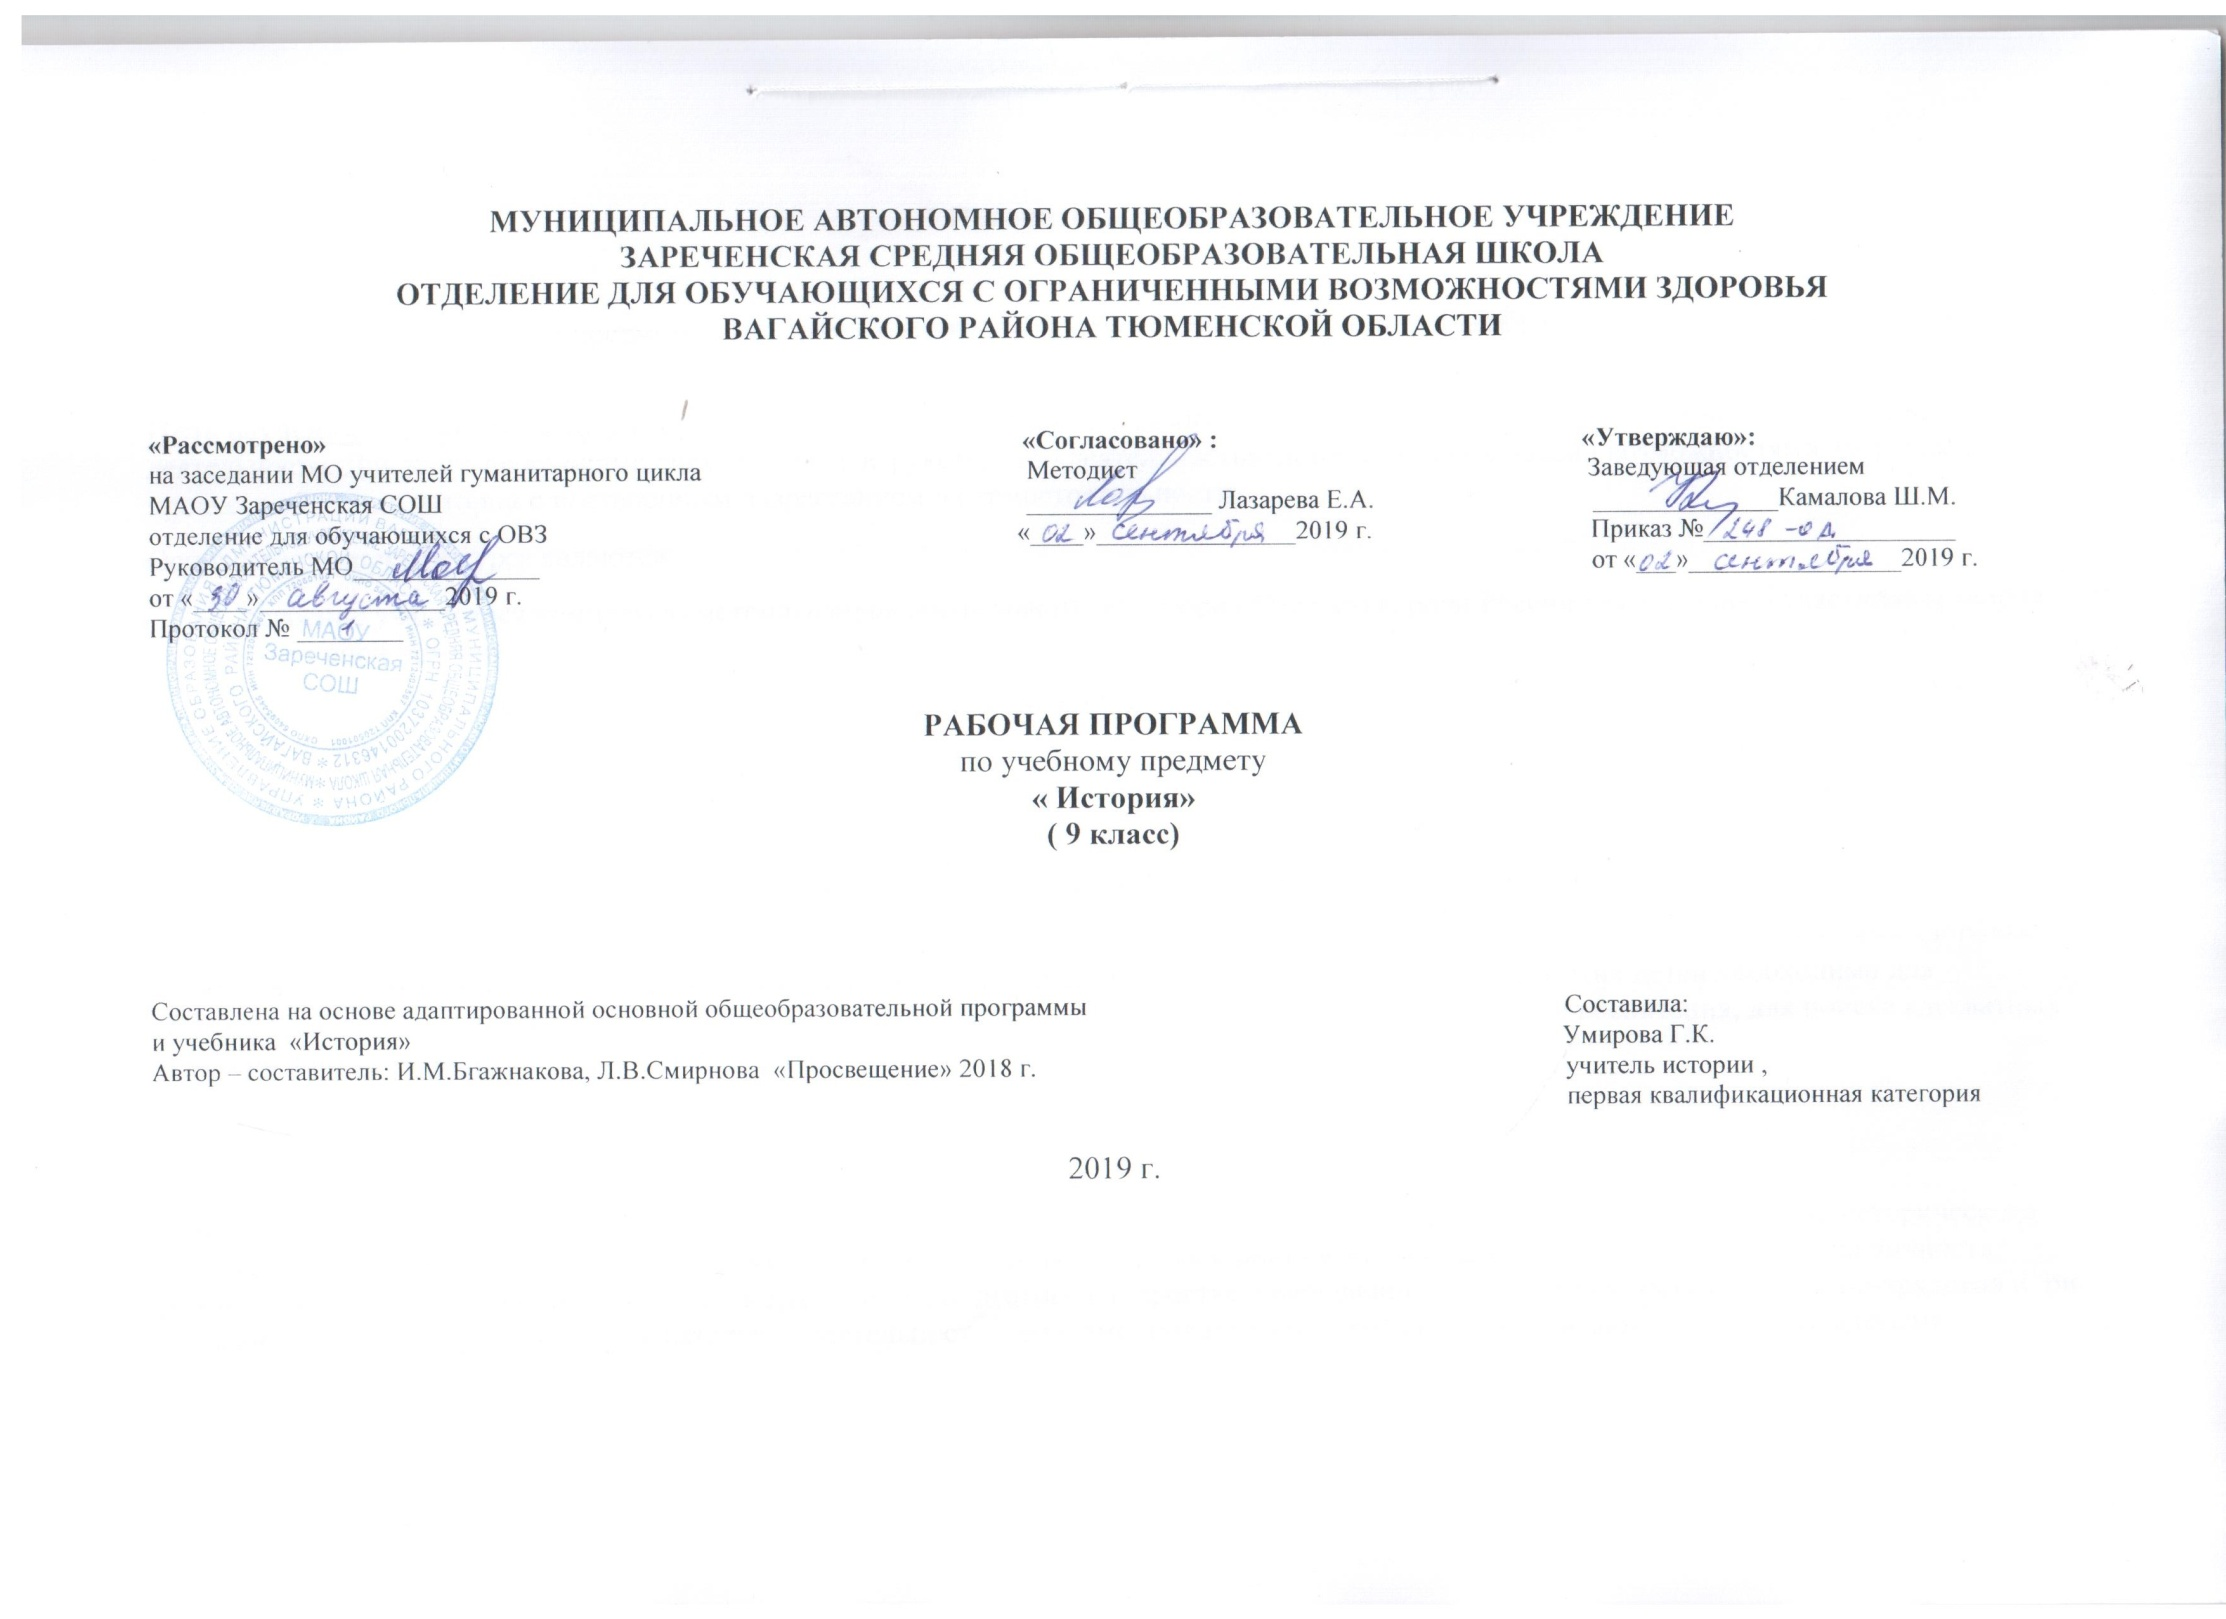 МУНИЦИПАЛЬНОЕ АВТОНОМНОЕ ОБЩЕОБРАЗОВАТЕЛЬНОЕ УЧРЕЖДЕНИЕ
ЗАРЕЧЕНСКАЯ СРЕДНЯЯ ОБЩЕОБРАЗОВАТЕЛЬНАЯ ШКОЛА
ОТДЕЛЕНИЕ ДЛЯ ОБУЧАЮЩИХСЯ С ОГРАНИЧЕННЫМИ ВОЗМОЖНОСТЯМИ ЗДОРОВЬЯ
ВАГАЙСКОГО РАЙОНА ТЮМЕНСКОЙ ОБЛАСТИ
«Рассмотрено»
на заседании МО учителей гуманитарного цикла
МАОУ Зареченская СОШ
отделение для обучающихся с ОВЗ
Руководитель МО
от « 30 » августа 2019 г.
Протокол № 1
МАОУ
Зареченская
СОШ
«Согласовано» :
Методист
Лазарева Е.А.
« 02 » сентября 2019 г.
«Утверждаю»:
Заведующая отделением
Камалова Ш.М.
Приказ № 248 -од
от «02» сентября 2019 г.
РАБОЧАЯ ПРОГРАММА
по учебному предмету
« История»
( 9 класс)
Составлена на основе адаптированной основной общеобразовательной программы
и учебника «История»
Автор – составитель: И.М.Бгажнакова, Л.В.Смирнова «Просвещение» 2018 г.
Составила:
Умирова Г.К.
учитель истории ,
первая квалификационная категория
2019 г.